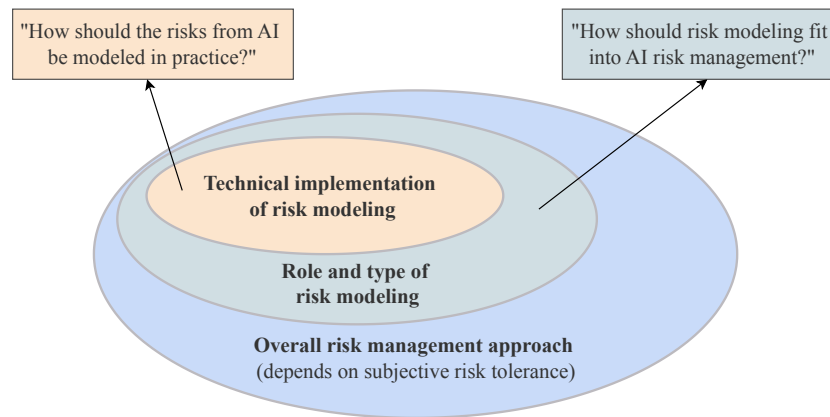 "How should the risks from AI
be modeled in practice?"
"How should risk modeling fit
into AI risk management?"
Technical implementation
of risk modeling
Role and type of
risk modeling
Overall risk management approach
(depends on subjective risk tolerance)